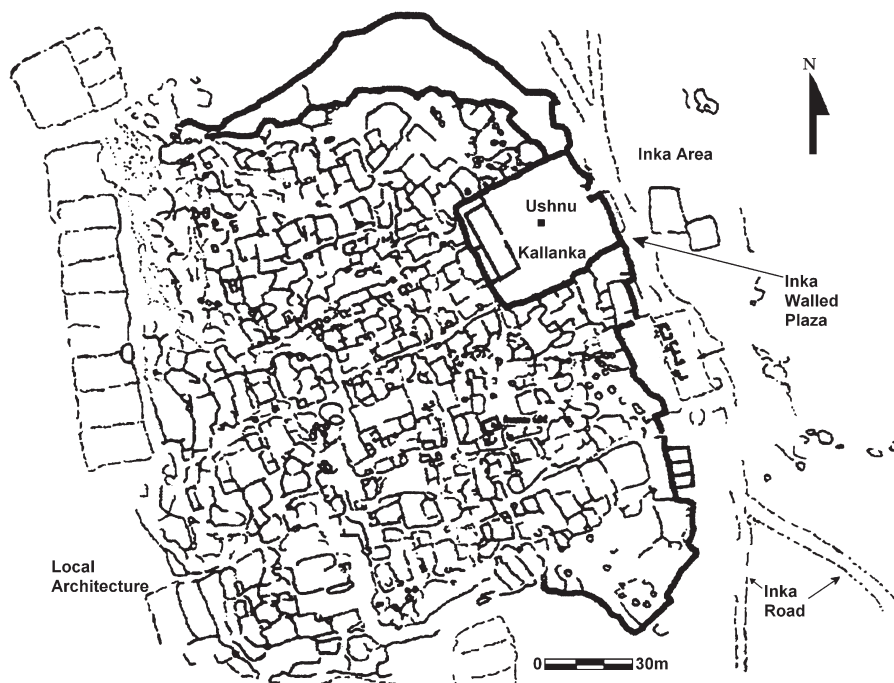 N
Inka Area
Ushnu
Kallanka
Inka
Walled
Plaza
Local
Architecture
Inka
Road
0 30m